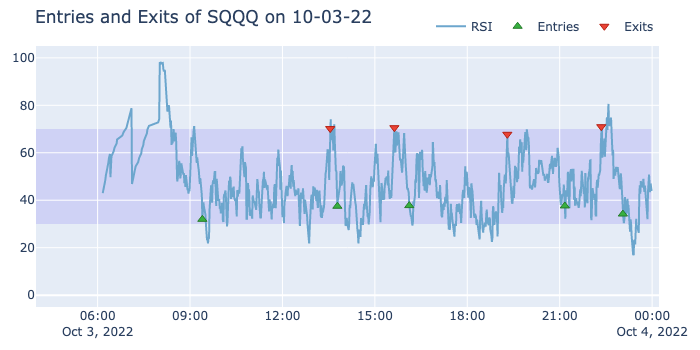 Entries and Exits of SQQQ on 10-03-22
RSI Entries Exits
100
80
60
40
20
0
06:00 09:00 12:00 15:00 18:00 21:00 00:00
Oct 3, 2022 Oct 4, 2022